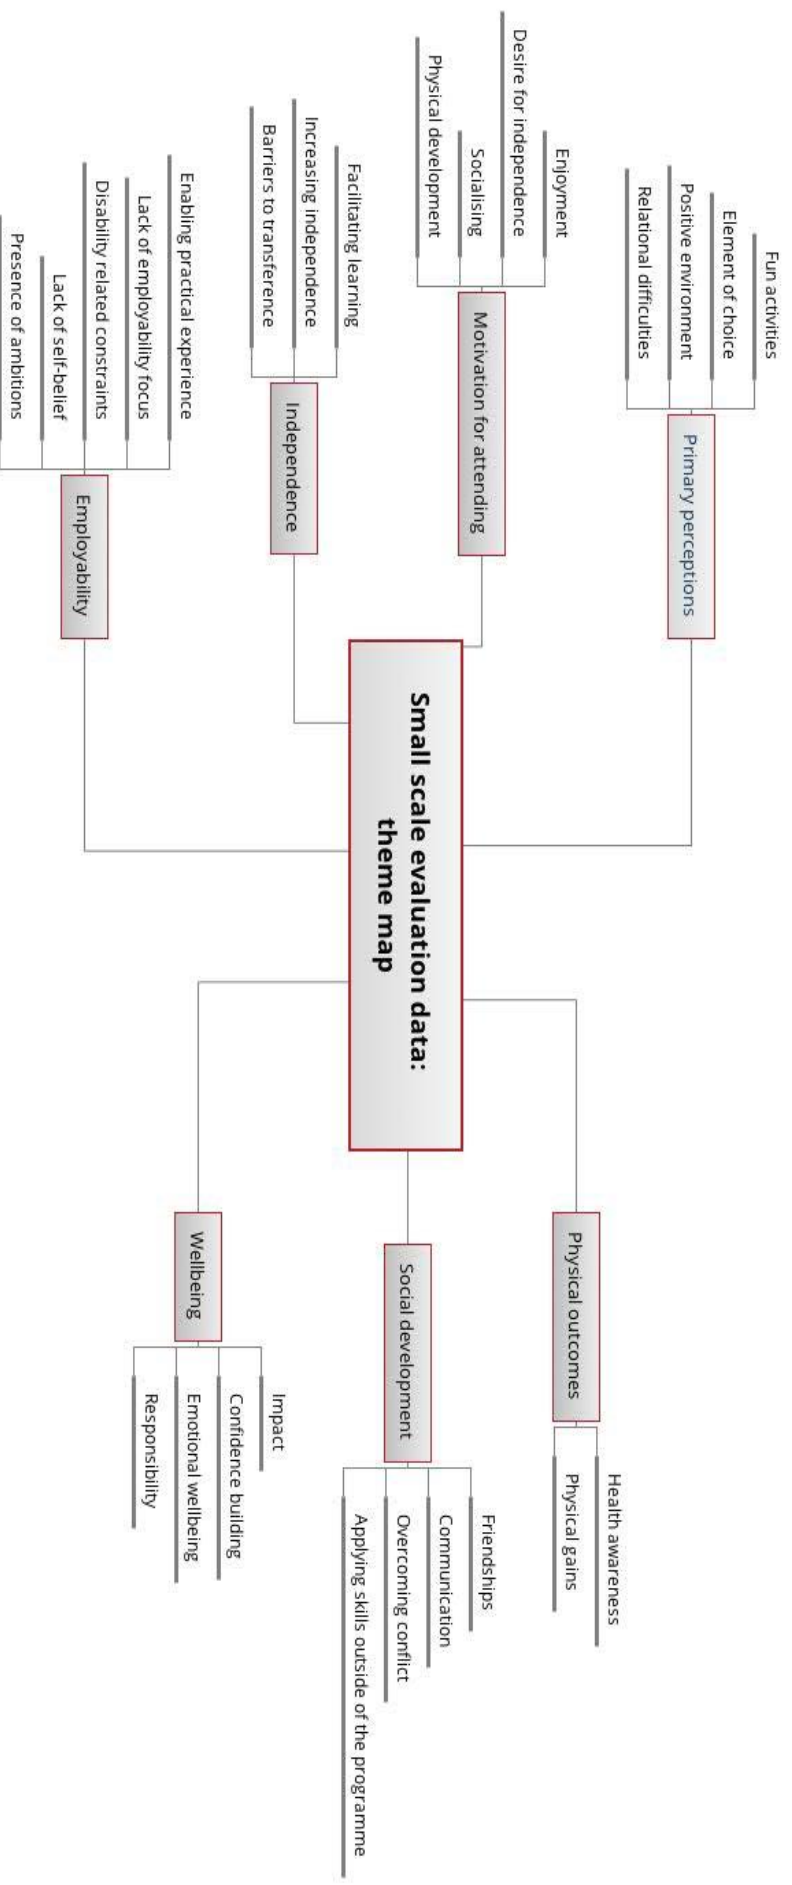 Small scale evaluation data:
theme map
Primary perceptions
Fun activities
Element of choice
Positive environment
Relational difficulties
Motivation for attending
Enjoyment
Desire for independence
Socialising
Physical development
Independence
Facilitating learning
Increasing independence
Barriers to transference
Employability
Enabling practical experience
Lack of employability focus
Disability related constraints
Lack of self-belief
Presence of ambitions
Physical outcomes
Health awareness
Physical gains
Social development
Friendships
Communication
Overcoming conflict
Applying skills outside of the programme
Wellbeing
Impact
Confidence building
Emotional wellbeing
Responsibility